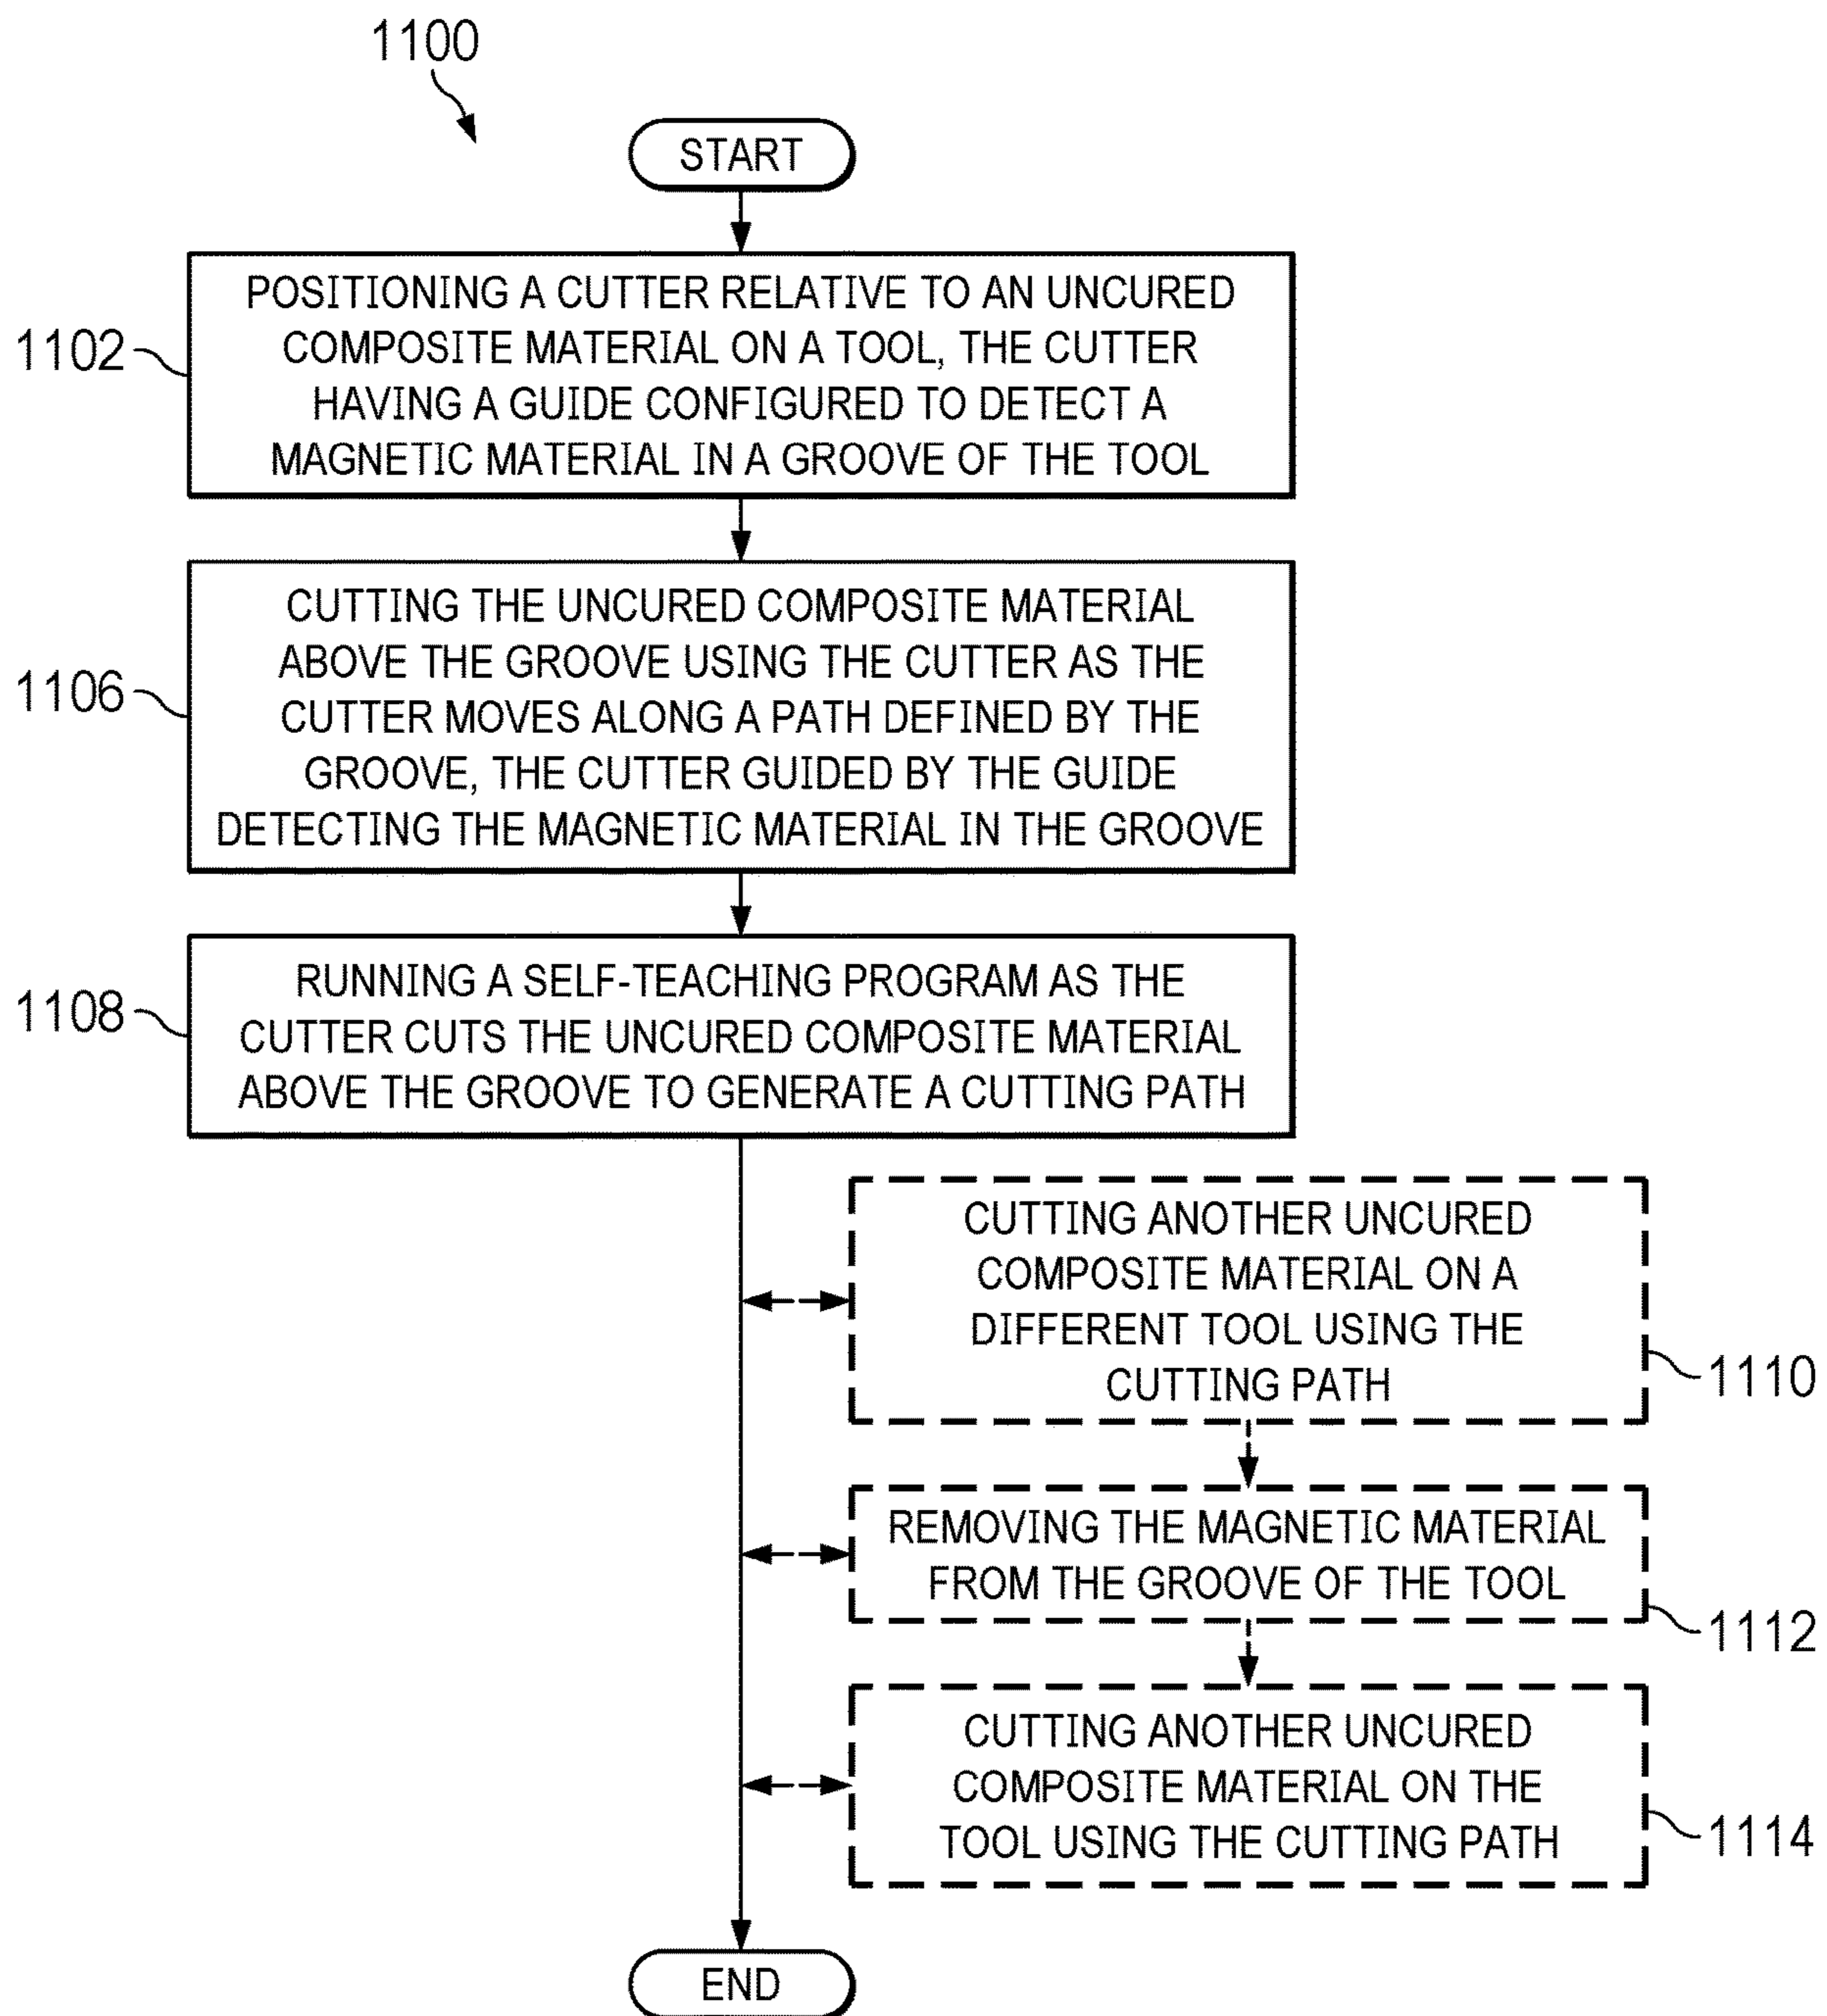 1100
START
1102
POSITIONING A CUTTER RELATIVE TO AN UNCURED
COMPOSITE MATERIAL ON A TOOL, THE CUTTER
HAVING A GUIDE CONFIGURED TO DETECT A
MAGNETIC MATERIAL IN A GROOVE OF THE TOOL
1106
CUTTING THE UNCURED COMPOSITE MATERIAL
ABOVE THE GROOVE USING THE CUTTER AS THE
CUTTER MOVES ALONG A PATH DEFINED BY THE
GROOVE, THE CUTTER GUIDED BY THE GUIDE
DETECTING THE MAGNETIC MATERIAL IN THE GROOVE
1108
RUNNING A SELF-TEACHING PROGRAM AS THE
CUTTER CUTS THE UNCURED COMPOSITE MATERIAL
ABOVE THE GROOVE TO GENERATE A CUTTING PATH
CUTTING ANOTHER UNCURED
COMPOSITE MATERIAL ON A
DIFFERENT TOOL USING THE
CUTTING PATH
1110
REMOVING THE MAGNETIC MATERIAL
FROM THE GROOVE OF THE TOOL
1112
CUTTING ANOTHER UNCURED
COMPOSITE MATERIAL ON THE
TOOL USING THE CUTTING PATH
1114
END